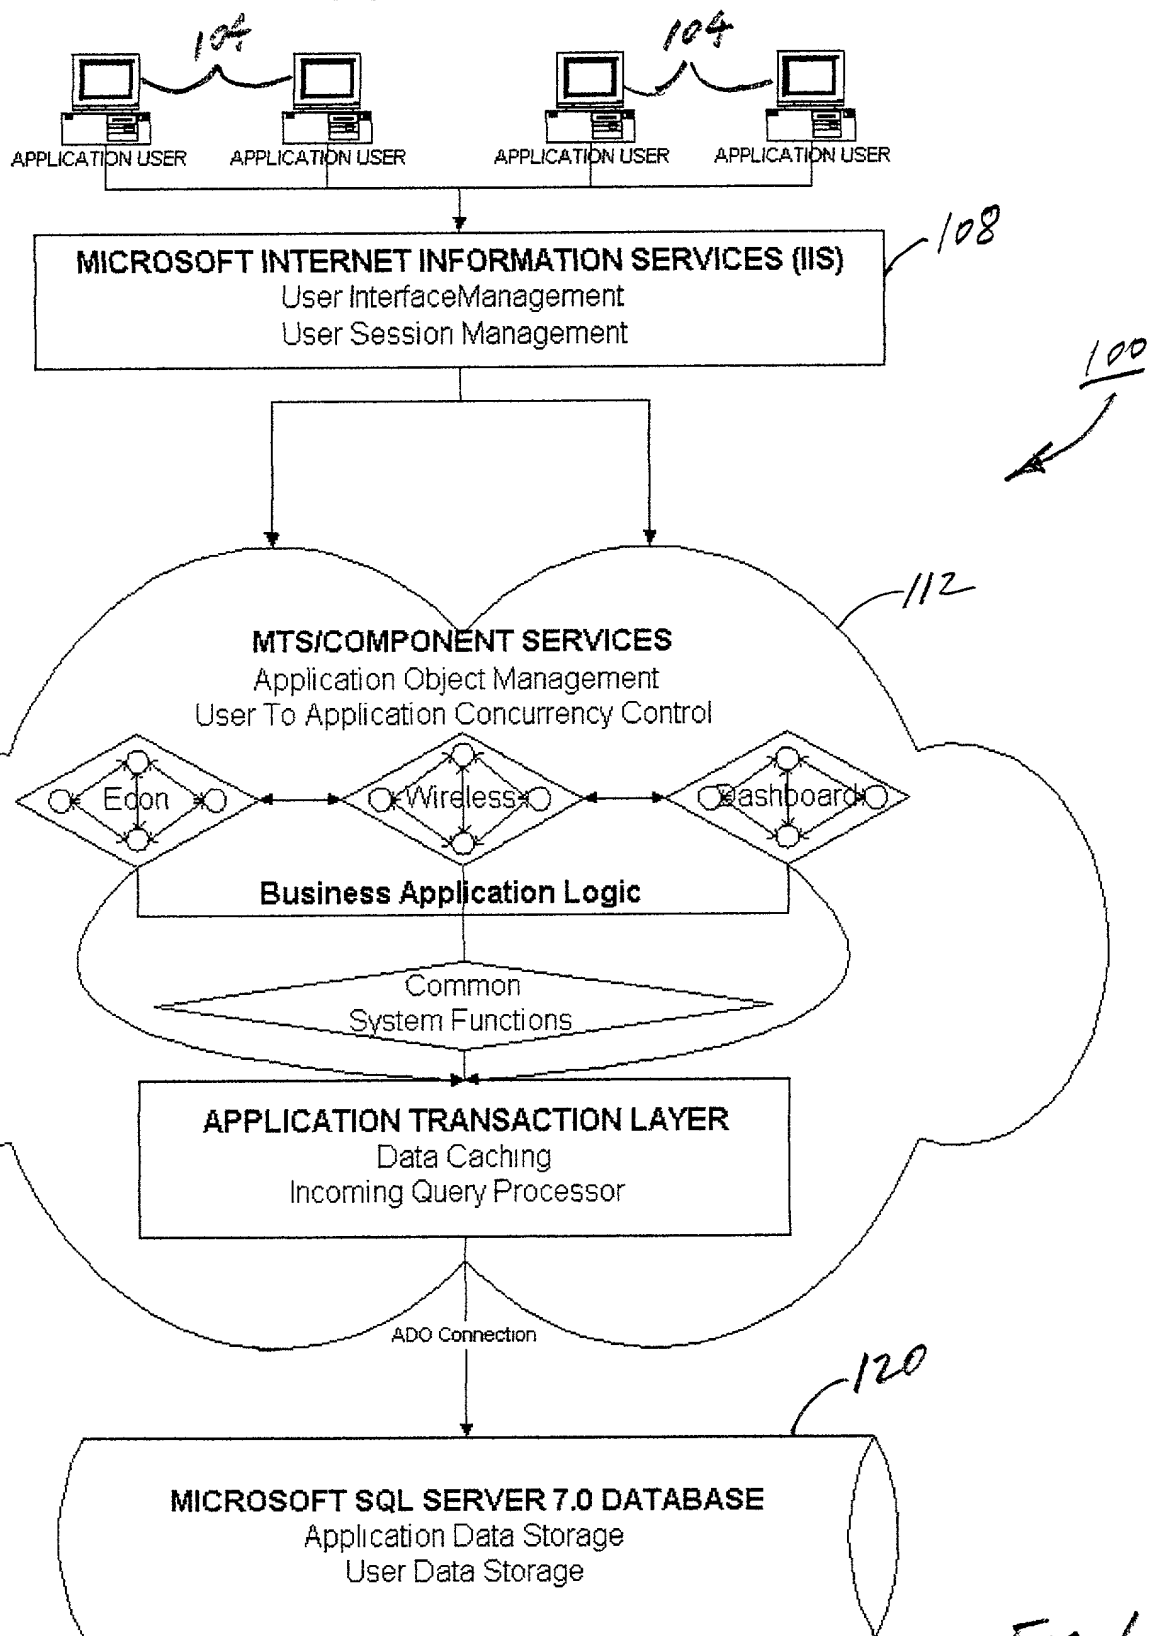 104
104
APPLICATION USER
APPLICATION USER
APPLICATION USER
APPLICATION USER
108
MICROSOFT INTERNET INFORMATION SERVICES (IIS)
User InterfaceManagement
User Session Management
100
112
MTS/COMPONENT SERVICES
Application Object Management
User To Application Concurrency Control
Econ
Wireless
Dashboard
Business Application Logic
Common
System Functions
APPLICATION TRANSACTION LAYER
Data Caching
Incoming Query Processor
ADO Connection
120
MICROSOFT SQL SERVER 7.0 DATABASE
Application Data Storage
User Data Storage